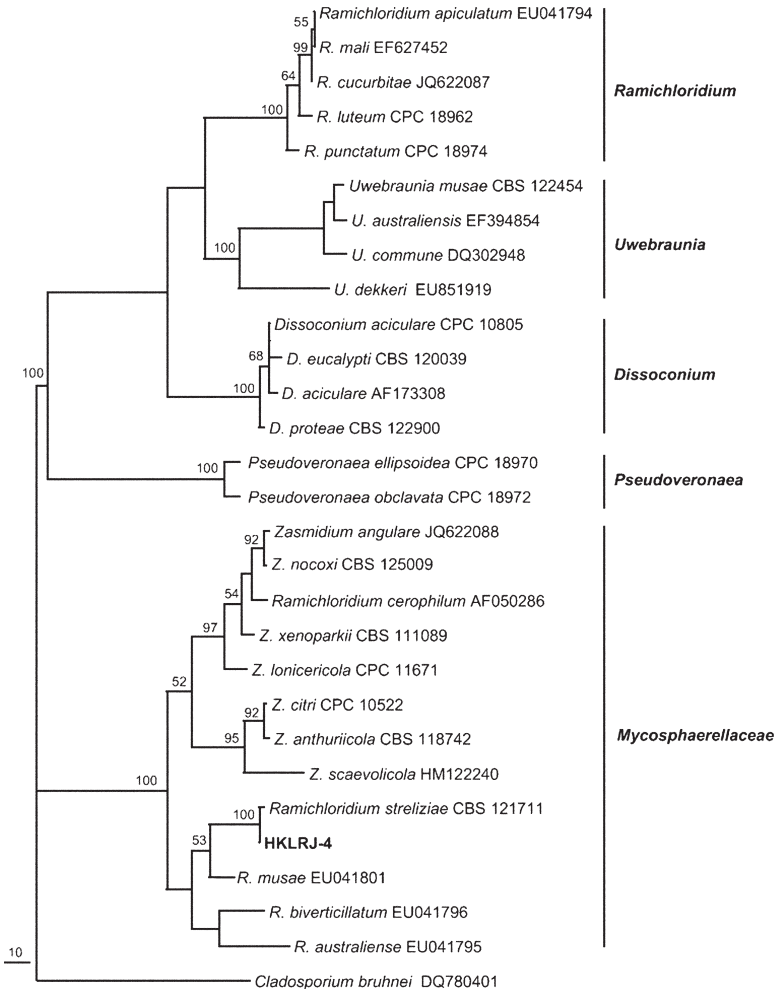 55
Ramichloridium apiculatum EU041794
99
R. mali EF627452
64
R. cucurbitae JQ622087
Ramichloridium
100
R. luteum CPC 18962
R. punctatum CPC 18974
Uwebraunia musae CBS 122454
U. australiensis EF394854
100
U. commune DQ302948
Uwebraunia
U. dekkeri EU851919
Dissoconium aciculare CPC 10805
68
D. eucalypti CBS 120039
100
Dissoconium
100
D. aciculare AF173308
D. proteae CBS 122900
100
Pseudoveronaea ellipsoidea CPC 18970
Pseudoveronaea
Pseudoveronaea obclavata CPC 18972
Zasmidium angulare JQ622088
92
Z. nocoxi CBS 125009
54
Ramichloridium cerophilum AF050286
97
Z. xenoparkii CBS 111089
Z. lonicericola CPC 11671
52
Z. citri CPC 10522
92
95
Z. anthuriicola CBS 118742
Mycosphaerellaceae
Z. scaevolicola HM122240
100
Ramichloridium streliziae CBS 121711
100
HKLRJ-4
53
R. musae EU041801
R. biverticillatum EU041796
R. australiense EU041795
10
Cladosporium bruhnei DQ780401